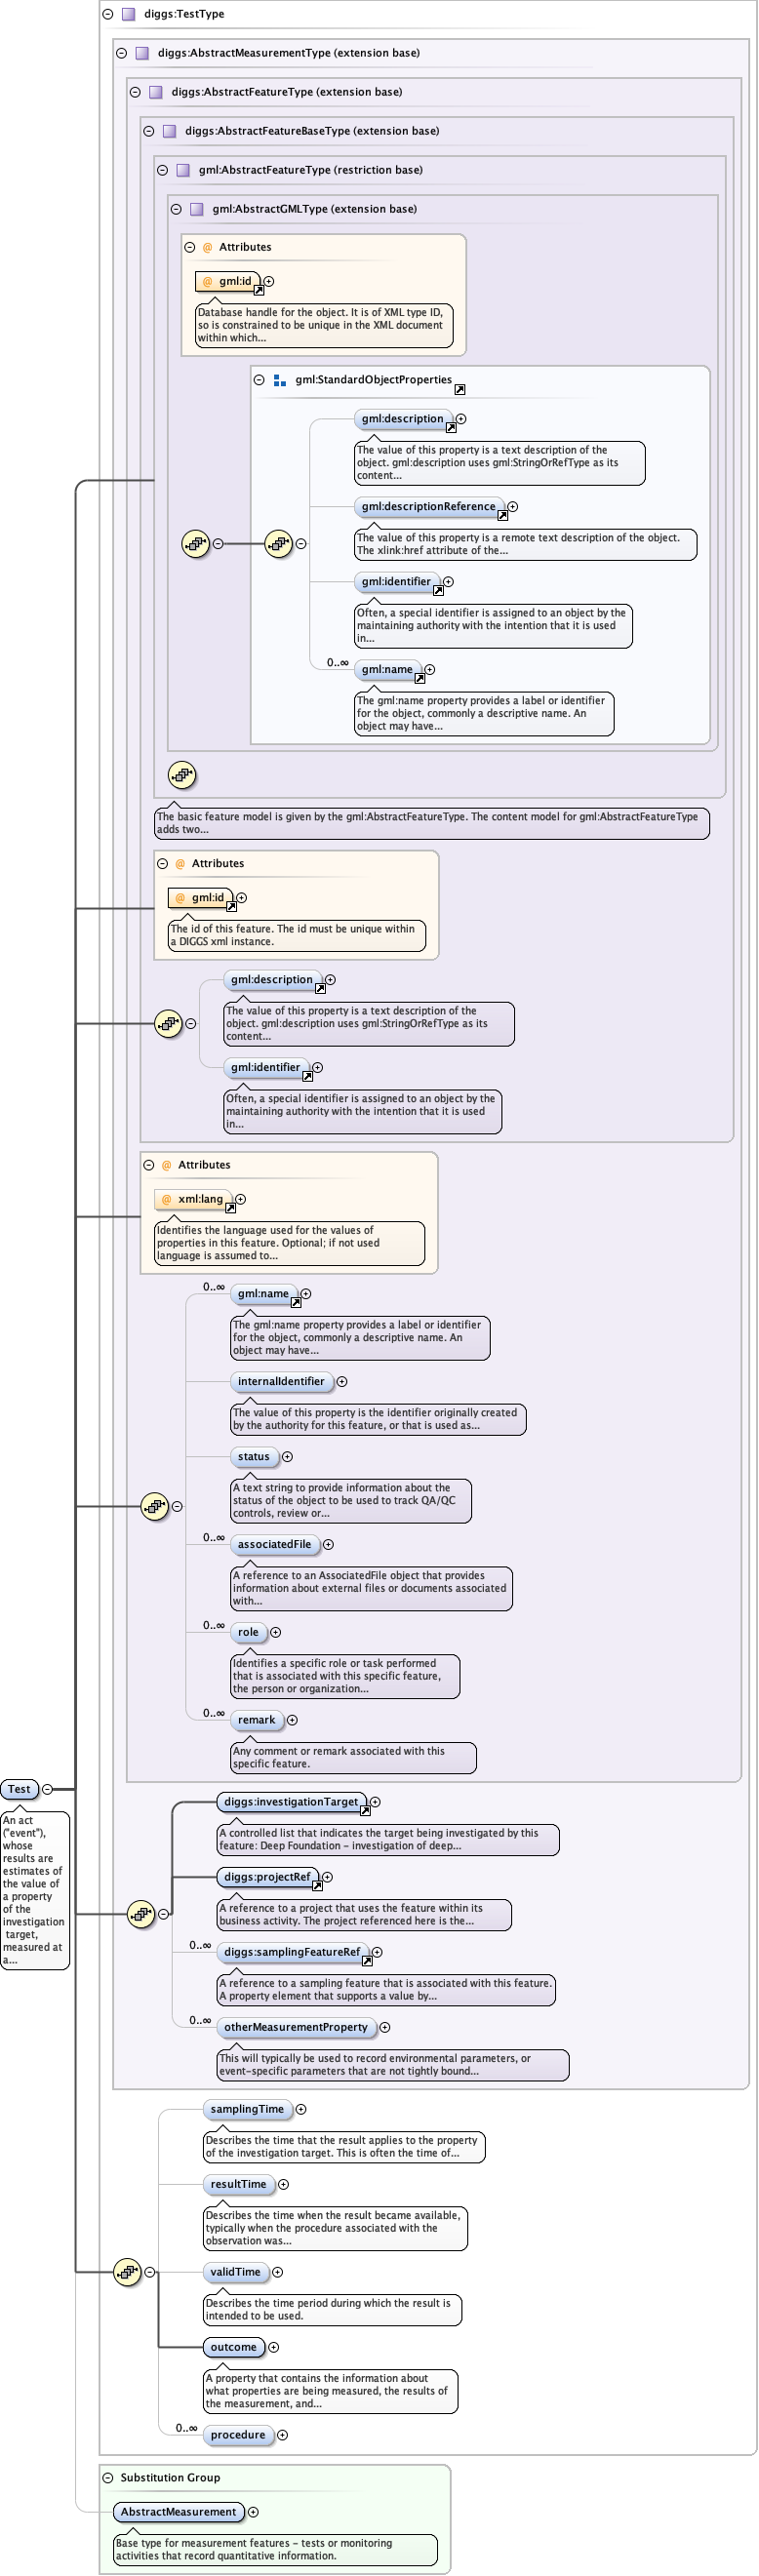 diggs:TestType
diggs:AbstractMeasurementType (extension base)
diggs:AbstractFeatureType (extension base)
diggs:AbstractFeatureBaseType (extension base)
gml:AbstractFeatureType (restriction base)
gml:AbstractGMLType (extension base)
@ Attributes
@ gml:id
Database handle for the object. It is of XML type ID,
so is constrained to be unique in the XML document
within which...
gml:StandardObjectProperties
gml:description
The value of this property is a text description of the
object. gml:description uses gml:StringOrRefType as its
content...
gml:descriptionReference
The value of this property is a remote text description of the object.
The xlink:href attribute of the...
gml:identifier
Often, a special identifier is assigned to an object by the
maintaining authority with the intention that it is used
in...
0..∞
gml:name
The gml:name property provides a label or identifier
for the object, commonly a descriptive name. An
object may have...
The basic feature model is given by the gml:AbstractFeatureType. The content model for gml:AbstractFeatureType
adds two...
@ Attributes
@ gml:id
The id of this feature. The id must be unique within
a DIGGS xml instance.
gml:description
The value of this property is a text description of the
object. gml:description uses gml:StringOrRefType as its
content...
gml:identifier
Often, a special identifier is assigned to an object by the
maintaining authority with the intention that it is used
in...
@ Attributes
@ xml:lang
Identifies the language used for the values of
properties in this feature. Optional; if not used
language is assumed to...
0..∞
gml:name
The gml:name property provides a label or identifier
for the object, commonly a descriptive name. An
object may have...
internalIdentifier
The value of this property is the identifier originally created
by the authority for this feature, or that is used as...
status
A text string to provide information about the
status of the object to be used to track QA/QC
controls, review or...
0..∞
associatedFile
A reference to an AssociatedFile object that provides
information about external files or documents associated
with...
0..∞
role
Identifies a specific role or task performed
that is associated with this specific feature,
the person or organization...
0..∞
remark
Any comment or remark associated with this
specific feature.
Test
An act
("event"),
whose
results are
estimates of
the value of
a property
of the
investigation
target,
measured at
a...
diggs:investigationTarget
A controlled list that indicates the target being investigated by this
feature: Deep Foundation - investigation of deep...
diggs:projectRef
A reference to a project that uses the feature within its
business activity. The project referenced here is the...
0..∞
diggs:samplingFeatureRef
A reference to a sampling feature that is associated with this feature.
A property element that supports a value by...
0..∞
otherMeasurementProperty
This will typically be used to record environmental parameters, or
event-specific parameters that are not tightly bound...
samplingTime
Describes the time that the result applies to the property
of the investigation target. This is often the time of...
resultTime
Describes the time when the result became available,
typically when the procedure associated with the
observation was...
validTime
Describes the time period during which the result is
intended to be used.
outcome
A property that contains the information about
what properties are being measured, the results of
the measurement, and...
0..∞
procedure
Substitution Group
AbstractMeasurement
Base type for measurement features - tests or monitoring
activities that record quantitative information.